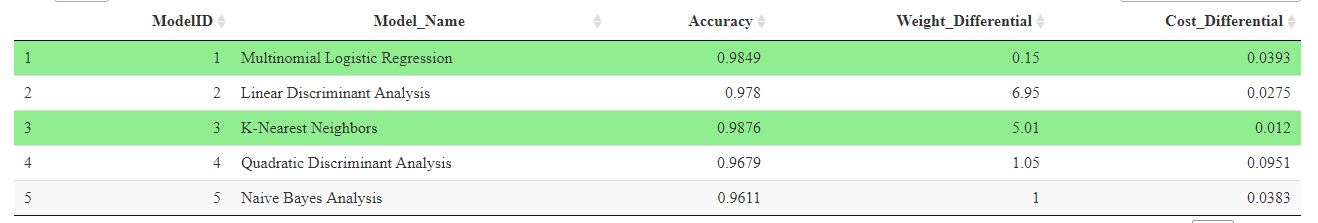 ModelID Model_Name Accuracy Weight_Differential Cost_Differential
1 1 Multinomial Logistic Regression 0.9849 0.15 0.0393
2 2 Linear Discriminant Analysis 0.978 6.95 0.0275
3 3 K-Nearest Neighbors 0.9876 5.01 0.012
4 4 Quadratic Discriminant Analysis 0.9679 1.05 0.0951
5 5 Naive Bayes Analysis 0.9611 1 0.0383